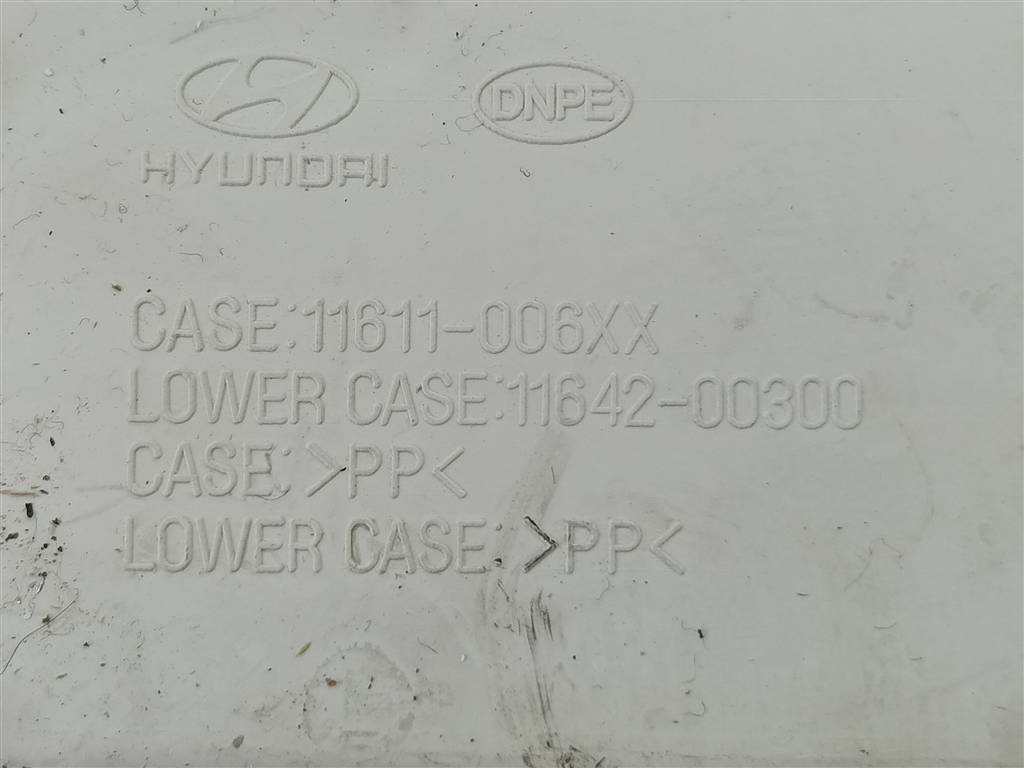 HYUNDAI
DNPE
CASE:11611-006XX
LOWER CASE:11642-00300
CASE: >PP<
LOWER CASE: >PP<